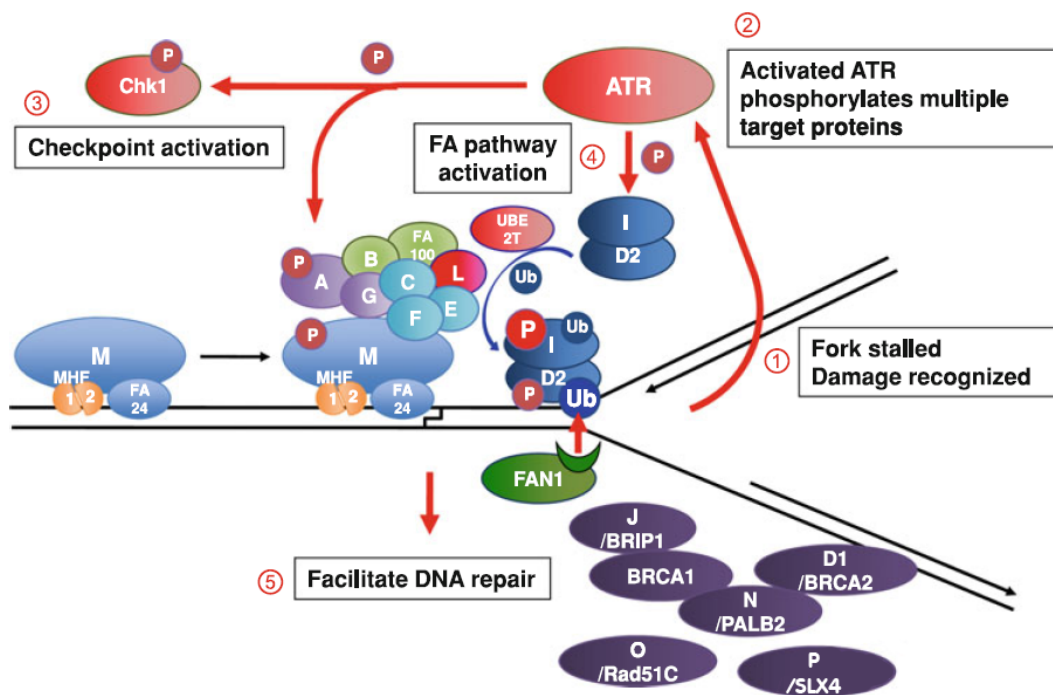 ②
Activated ATR
phosphorylates multiple
target proteins
P
P
Chk1
ATR
③
Checkpoint activation
FA pathway
activation
④
P
I
D2
UBE
2T
Ub
P
A
B
FA
100
G
C
L
E
F
P
M
MHF
1 2
FA
24
M
MHF
1 2
FA
24
P
Ub
I
D2
P
Ub
①
Fork stalled
Damage recognized
FAN1
⑤
Facilitate DNA repair
J
/BRIP1
BRCA1
D1
/BRCA2
N
/PALB2
O
/Rad51C
P
/SLX4